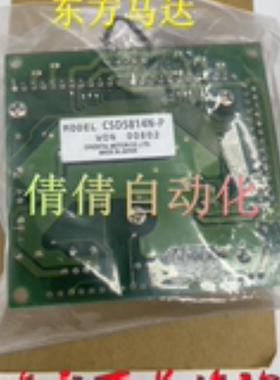 东方马达
MODEL CSD5814N-P
WON 00802
ORIENTAL MOTOR CO.,LTD.
MADE IN JAPAN
倩倩自动化